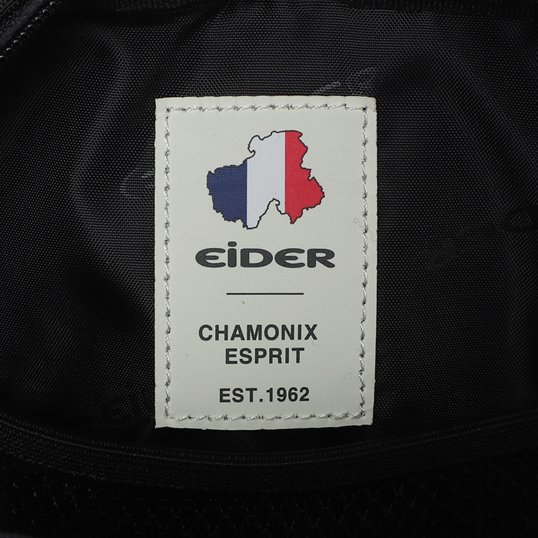 EiDER
CHAMONIX
ESPRIT
EST.1962